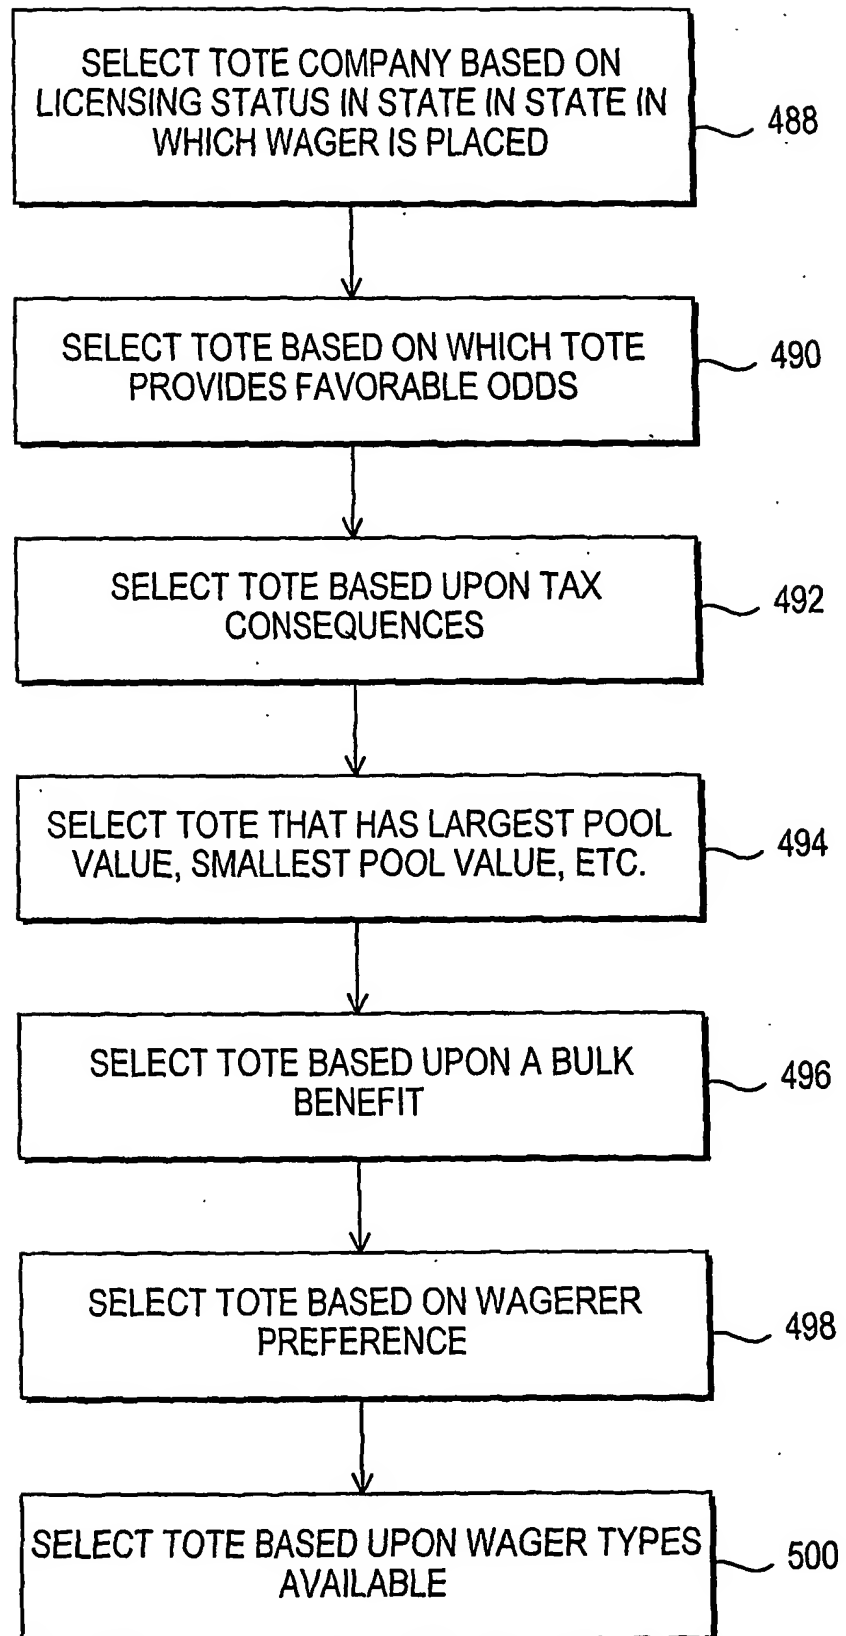 SELECT TOTE COMPANY BASED ON
LICENSING STATUS IN STATE IN STATE IN
WHICH WAGER IS PLACED
488
SELECT TOTE BASED ON WHICH TOTE
PROVIDES FAVORABLE ODDS
490
SELECT TOTE BASED UPON TAX
CONSEQUENCES
492
SELECT TOTE THAT HAS LARGEST POOL
VALUE, SMALLEST POOL VALUE, ETC.
494
SELECT TOTE BASED UPON A BULK
BENEFIT
496
SELECT TOTE BASED ON WAGERER
PREFERENCE
498
SELECT TOTE BASED UPON WAGER TYPES
AVAILABLE
500